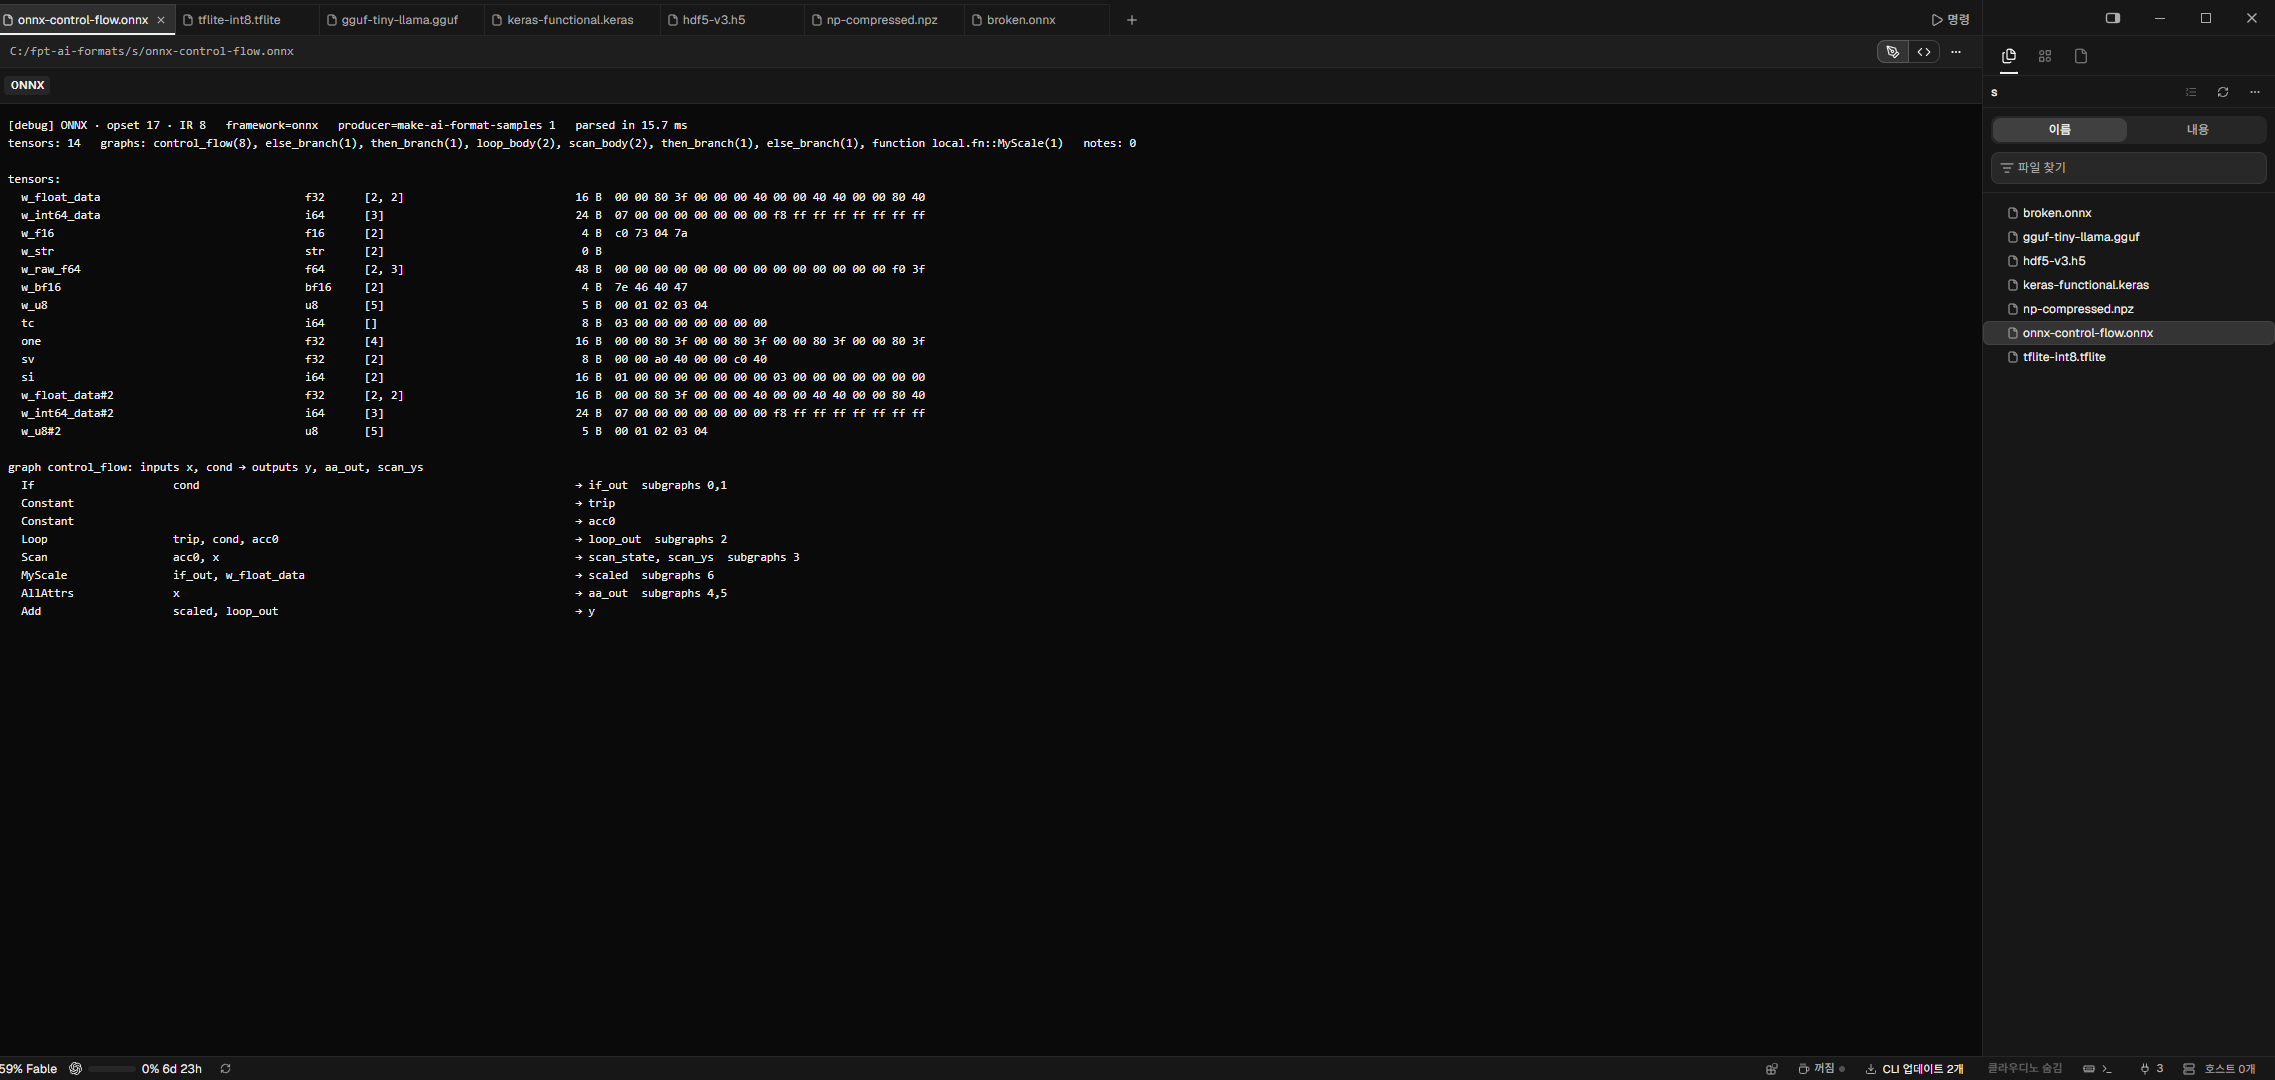 onnx-control-flow.onnx
tflite-int8.tflite
gguf-tiny-llama.gguf
keras-functional.keras
hdf5-v3.h5
np-compressed.npz
broken.onnx
명령
C:/fpt-ai-formats/s/onnx-control-flow.onnx
ONNX
[debug] ONNX · opset 17 · IR 8 framework=onnx producer=make-ai-format-samples 1 parsed in 15.7 ms
tensors: 14 graphs: control_flow(8), else_branch(1), then_branch(1), loop_body(2), scan_body(2), then_branch(1), else_branch(1), function local.fn::MyScale(1) notes: 0
tensors:
w_float_data f32 [2, 2] 16 B 00 00 80 3f 00 00 00 40 00 00 40 40 00 00 80 40
w_int64_data i64 [3] 24 B 07 00 00 00 00 00 00 00 f8 ff ff ff ff ff ff ff
w_f16 f16 [2] 4 B c0 73 04 7a
w_str str [2] 0 B
w_raw_f64 f64 [2, 3] 48 B 00 00 00 00 00 00 00 00 00 00 00 00 00 00 f0 3f
w_bf16 bf16 [2] 4 B 7e 46 40 47
w_u8 u8 [5] 5 B 00 01 02 03 04
tc i64 [] 8 B 03 00 00 00 00 00 00 00
one f32 [4] 16 B 00 00 80 3f 00 00 80 3f 00 00 80 3f 00 00 80 3f
sv f32 [2] 8 B 00 00 a0 40 00 00 c0 40
si i64 [2] 16 B 01 00 00 00 00 00 00 00 03 00 00 00 00 00 00 00
w_float_data#2 f32 [2, 2] 16 B 00 00 80 3f 00 00 00 40 00 00 40 40 00 00 80 40
w_int64_data#2 i64 [3] 24 B 07 00 00 00 00 00 00 00 f8 ff ff ff ff ff ff ff
w_u8#2 u8 [5] 5 B 00 01 02 03 04
graph control_flow: inputs x, cond → outputs y, aa_out, scan_ys
If cond → if_out subgraphs 0,1
Constant → trip
Constant → acc0
Loop trip, cond, acc0 → loop_out subgraphs 2
Scan acc0, x → scan_state, scan_ys subgraphs 3
MyScale if_out, w_float_data → scaled subgraphs 6
AllAttrs x → aa_out subgraphs 4,5
Add scaled, loop_out → y
s
이름 내용
파일 찾기
broken.onnx
gguf-tiny-llama.gguf
hdf5-v3.h5
keras-functional.keras
np-compressed.npz
onnx-control-flow.onnx
tflite-int8.tflite
59% Fable 0% 6d 23h
꺼짐
CLI 업데이트 2개
클라우디노 숨김
3
호스트 0개